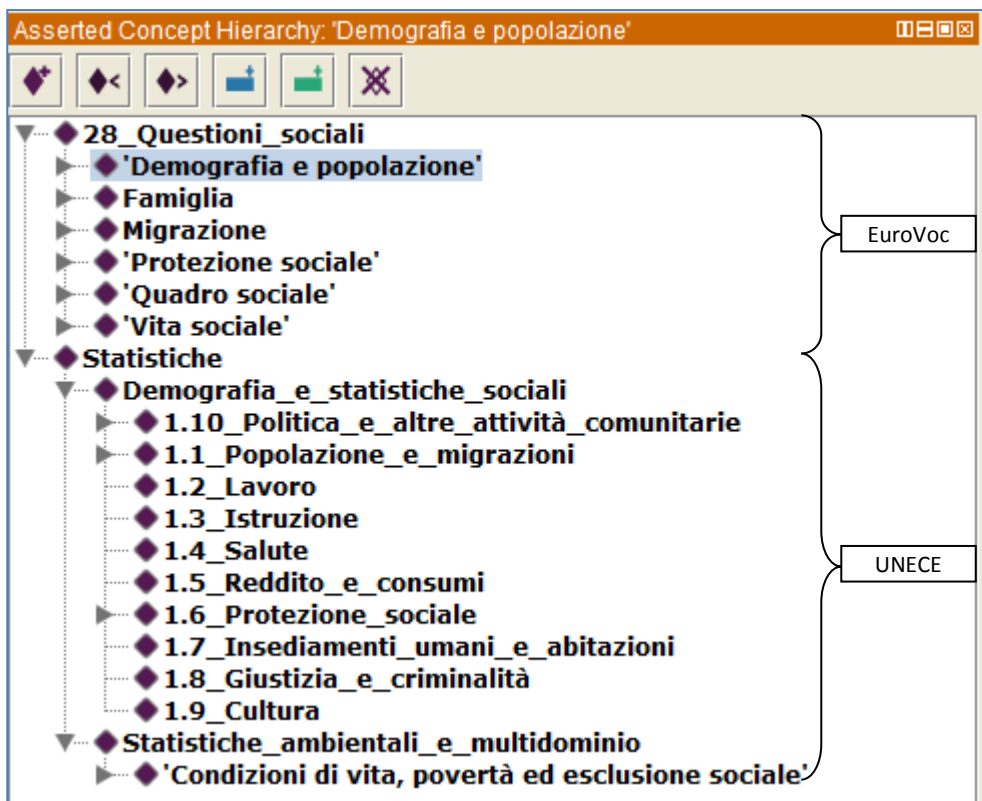 Asserted Concept Hierarchy: 'Demografia e popolazione'
28_Questioni_sociali
'Demografia e popolazione'
Famiglia
Migrazione
'Protezione sociale'
'Quadro sociale'
'Vita sociale'
EuroVoc
Statistiche
Demografia_e_statistiche_sociali
1.10_Politica_e_altre_attività_comunitarie
1.1_Popolazione_e_migrazioni
1.2_Lavoro
1.3_Istruzione
1.4_Salute
1.5_Reddito_e_consumi
1.6_Protezione_sociale
1.7_Insediamenti_umani_e_abitazioni
1.8_Giustizia_e_criminalità
1.9_Cultura
Statistiche_ambientali_e_multidominio
'Condizioni di vita, povertà ed esclusione sociale'
UNECE